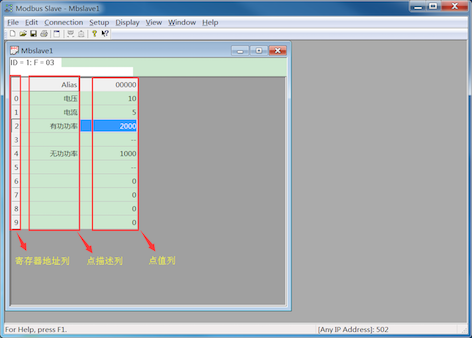 Modbus Slave - Mbslave1
File Edit Connection Setup Display View Window Help
Mbslave1
ID = 1: F = 03
Alias 00000
0 电压 10
1 电流 5
2 有功功率 2000
3 --
4 无功功率 1000
5 --
6 0
7 0
8 0
9 0
寄存器地址列 点描述列 点值列
For Help, press F1. [Any IP Address]: 502